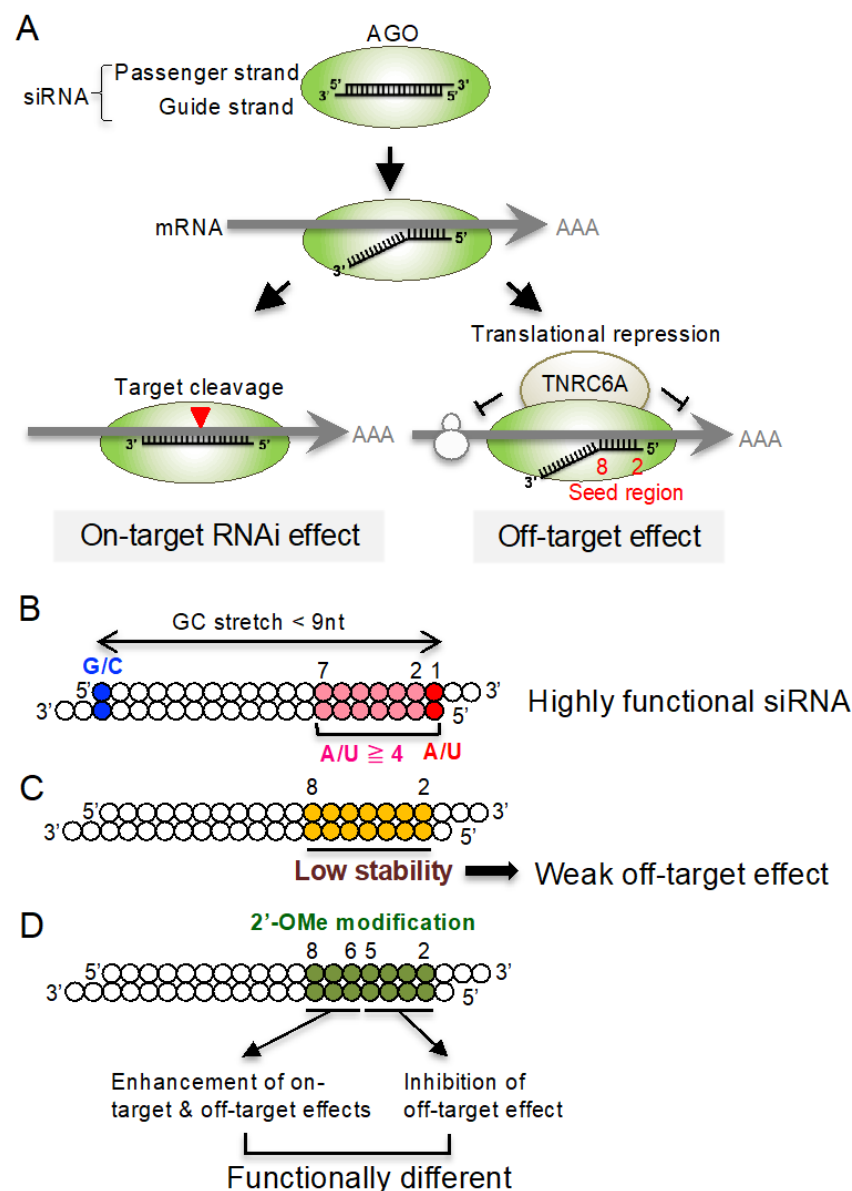 A
AGO
siRNA
Passenger strand
Guide strand
5’ 3’
3’ 5’
mRNA
5’
3’
AAA
Translational repression
Target cleavage
TNRC6A
3’ 5’
AAA
5’
3’
8 2
AAA
Seed region
On-target RNAi effect
Off-target effect
B
GC stretch < 9nt
G/C
7 2 1
5’ 3’
3’ 5’
Highly functional siRNA
A/U ≧ 4
A/U
C
8 2
5’ 3’
3’ 5’
Low stability
Weak off-target effect
D
2’-OMe modification
8 6 5 2
5’ 3’
3’ 5’
Enhancement of on-
target & off-target effects
Inhibition of
off-target effect
Functionally different